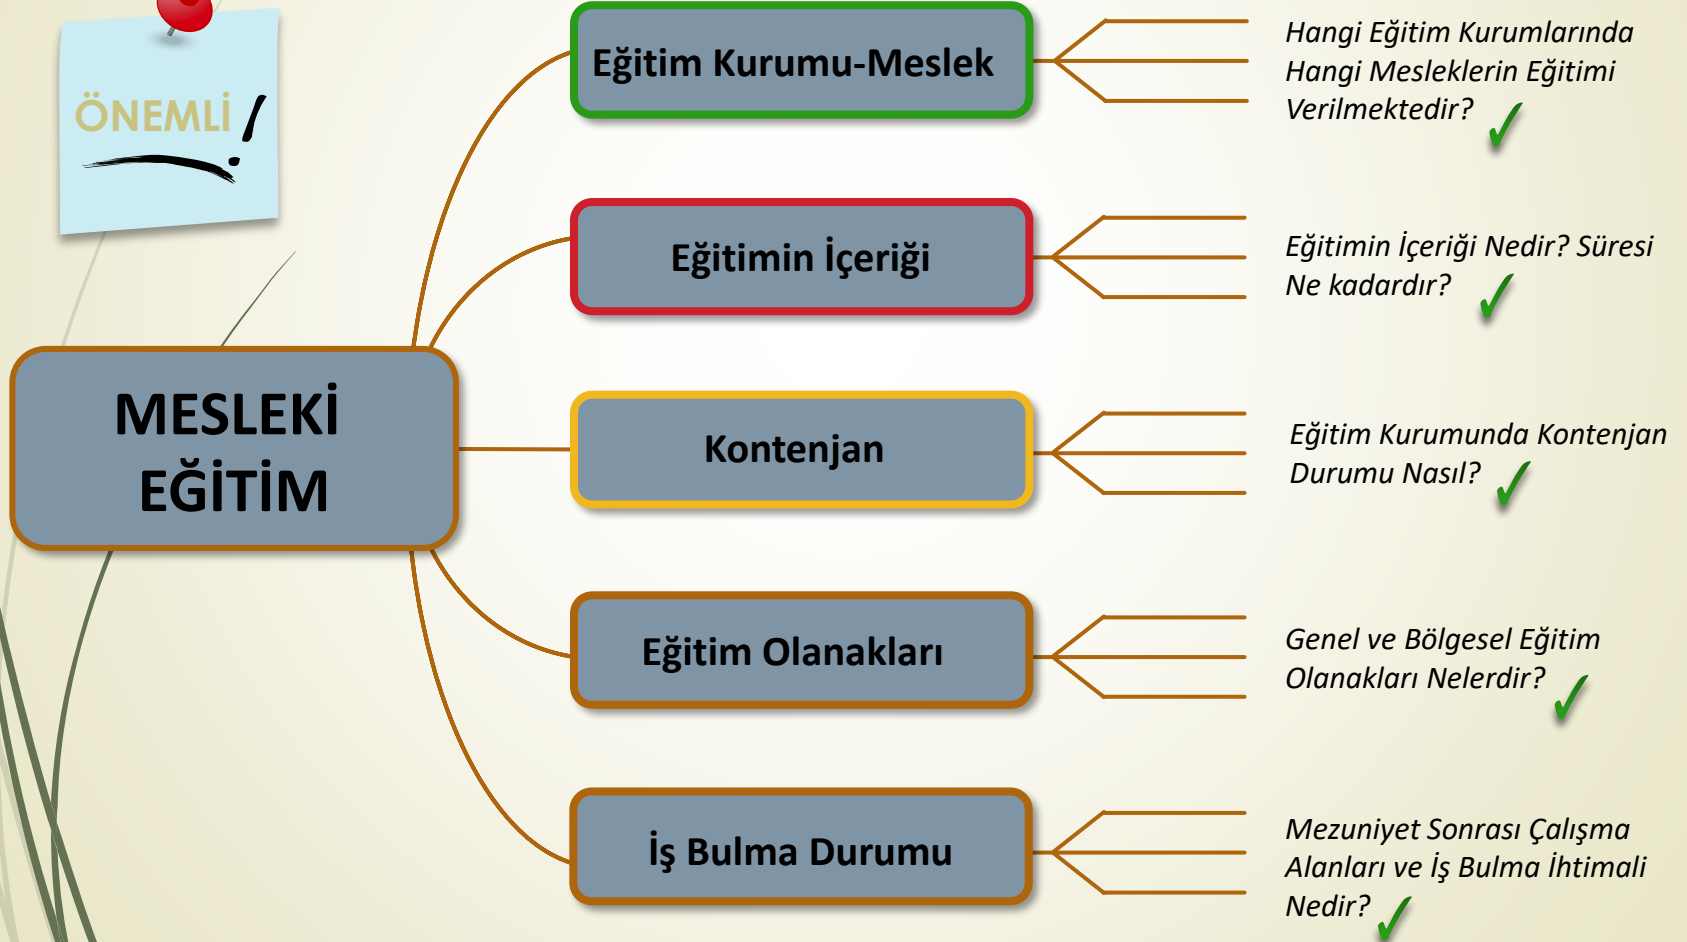 ÖNEMLİ !
Eğitim Kurumu-Meslek
Hangi Eğitim Kurumlarında
Hangi Mesleklerin Eğitimi
Verilmektedir?
Eğitimin İçeriği
Eğitimin İçeriği Nedir? Süresi
Ne kadardır?
MESLEKİ
EĞİTİM
Kontenjan
Eğitim Kurumunda Kontenjan
Durumu Nasıl?
Eğitim Olanakları
Genel ve Bölgesel Eğitim
Olanakları Nelerdir?
İş Bulma Durumu
Mezuniyet Sonrası Çalışma
Alanları ve İş Bulma İhtimali
Nedir?